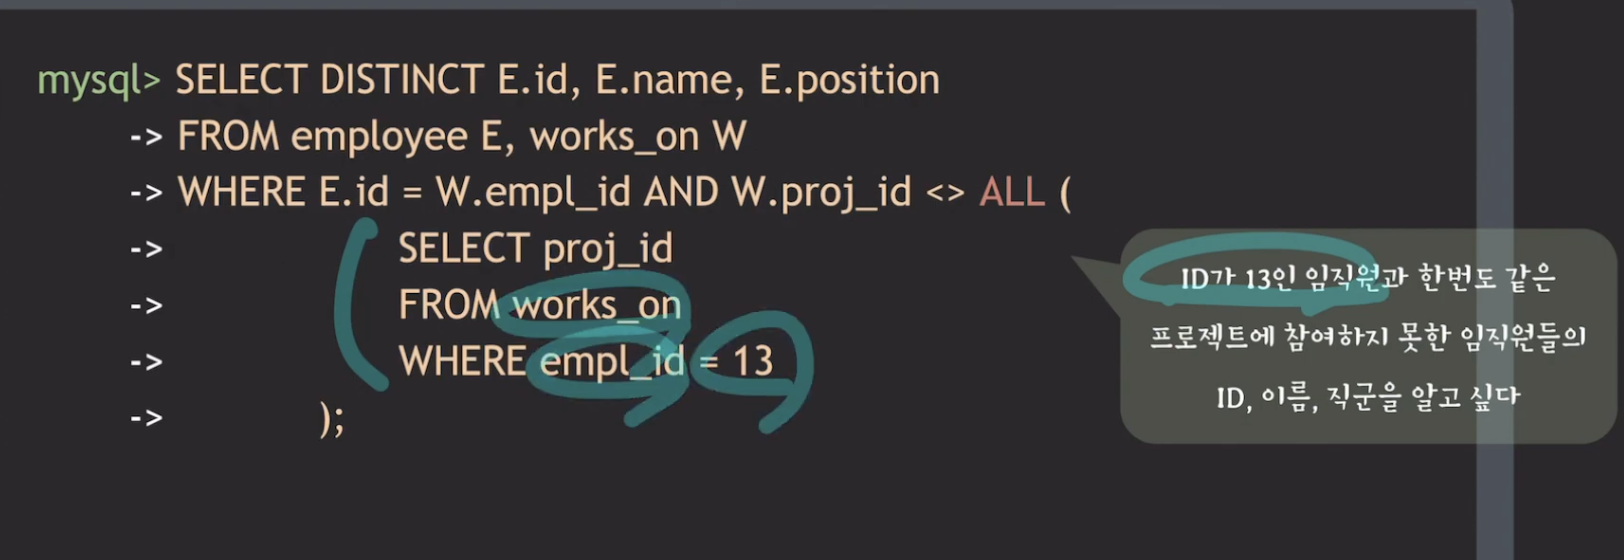 mysql> SELECT DISTINCT E.id, E.name, E.position
-> FROM employee E, works_on W
-> WHERE E.id = W.empl_id AND W.proj_id <> ALL (
-> SELECT proj_id
-> FROM works_on
-> WHERE empl_id = 13
-> );
ID가 13인 임직원과 한번도 같은
프로젝트에 참여하지 못한 임직원들의
ID, 이름, 직군을 알고 싶다